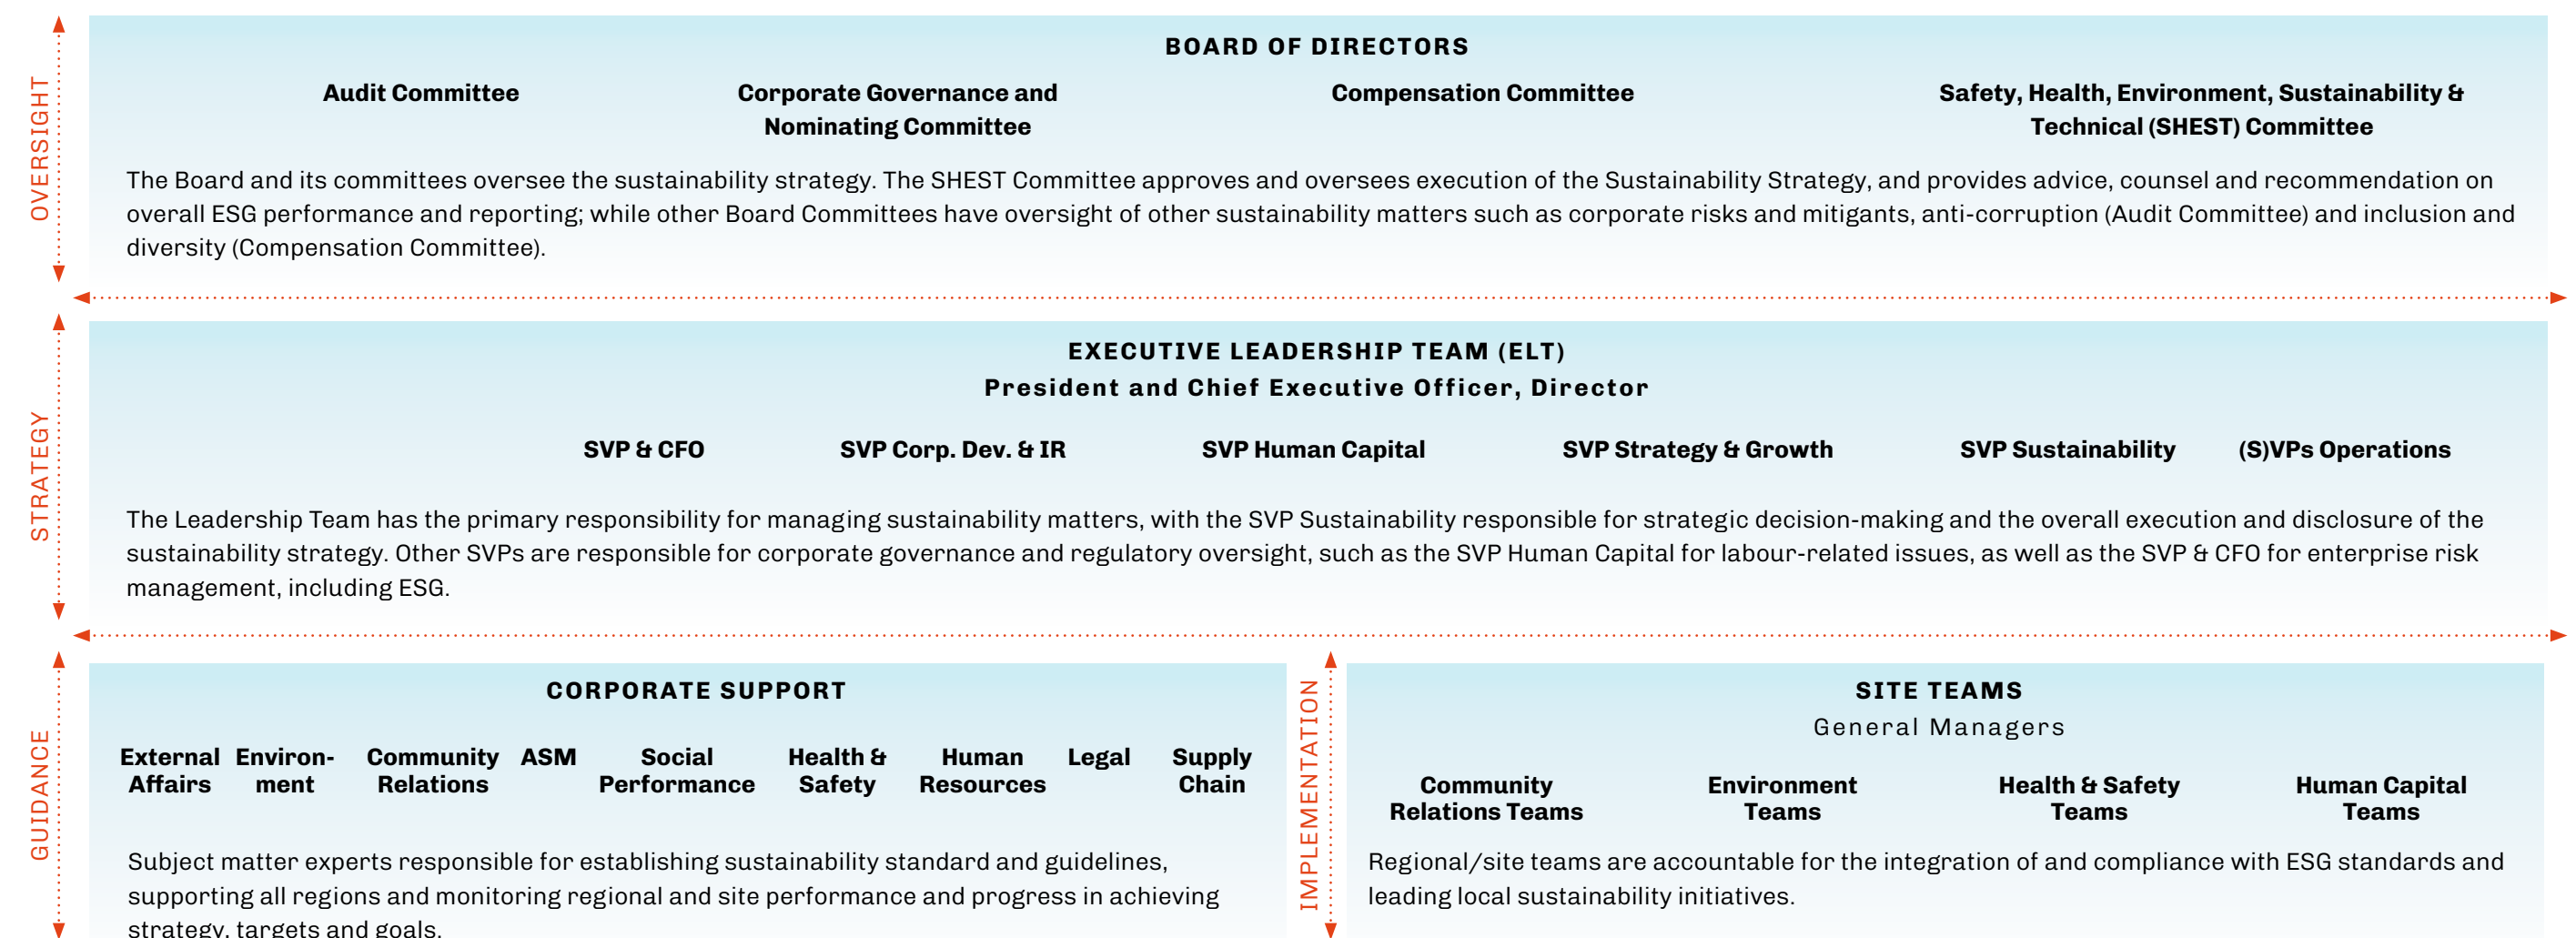 OVERSIGHT
BOARD OF DIRECTORS
Audit Committee
Corporate Governance and
Nominating Committee
Compensation Committee
Safety, Health, Environment, Sustainability &
Technical (SHEST) Committee
The Board and its committees oversee the sustainability strategy. The SHEST Committee approves and oversees execution of the Sustainability Strategy, and provides advice, counsel and recommendation on
overall ESG performance and reporting; while other Board Committees have oversight of other sustainability matters such as corporate risks and mitigants, anti-corruption (Audit Committee) and inclusion and
diversity (Compensation Committee).
STRATEGY
EXECUTIVE LEADERSHIP TEAM (ELT)
President and Chief Executive Officer, Director
SVP & CFO
SVP Corp. Dev. & IR
SVP Human Capital
SVP Strategy & Growth
SVP Sustainability
(S)VPs Operations
The Leadership Team has the primary responsibility for managing sustainability matters, with the SVP Sustainability responsible for strategic decision-making and the overall execution and disclosure of the
sustainability strategy. Other SVPs are responsible for corporate governance and regulatory oversight, such as the SVP Human Capital for labour-related issues, as well as the SVP & CFO for enterprise risk
management, including ESG.
GUIDANCE
CORPORATE SUPPORT
External
Affairs
Environ-
ment
Community
Relations
ASM
Social
Performance
Health &
Safety
Human
Resources
Legal
Supply
Chain
Subject matter experts responsible for establishing sustainability standard and guidelines,
supporting all regions and monitoring regional and site performance and progress in achieving
strategy, targets and goals.
IMPLEMENTATION
SITE TEAMS
General Managers
Community
Relations Teams
Environment
Teams
Health & Safety
Teams
Human Capital
Teams
Regional/site teams are accountable for the integration of and compliance with ESG standards and
leading local sustainability initiatives.